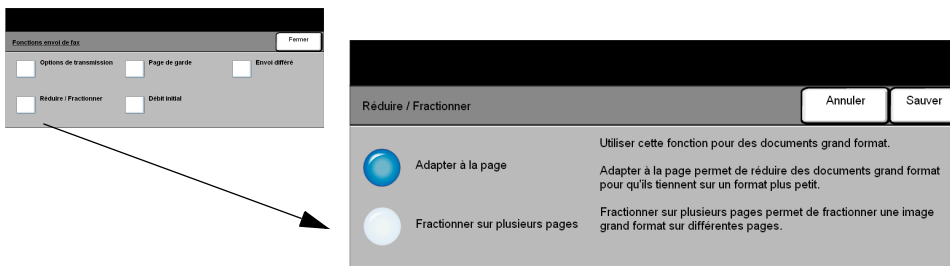 Fonctions envoi de fax
Fermer
Options de transmission
Page de garde
Envoi différé
Réduire / Fractionner
Débit initial
Réduire / Fractionner
Annuler
Sauver
Adapter à la page
Fractionner sur plusieurs pages
Utiliser cette fonction pour des documents grand format.
Adapter à la page permet de réduire des documents grand format
pour qu'ils tiennent sur un format plus petit.
Fractionner sur plusieurs pages permet de fractionner une image
grand format sur différentes pages.